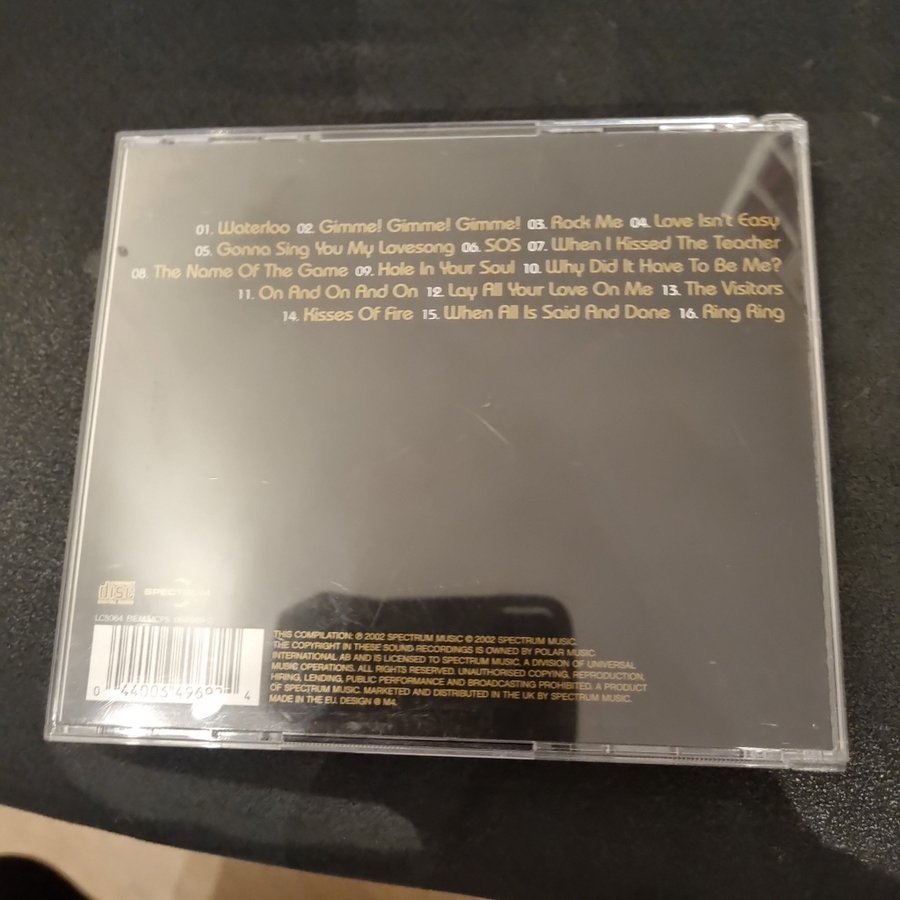 01. Waterloo 02. Gimme! Gimme! Gimme! 03. Rock Me 04. Love Isn't Easy
05. Gonna Sing You My Lovesong 06. SOS 07. When I Kissed The Teacher
08. The Name Of The Game 09. Hole In Your Soul 10. Why Did It Have To Be Me?
11. On And On And On 12. Lay All Your Love On Me 13. The Visitors
14. Kisses Of Fire 15. When All Is Said And Done 16. Ring Ring
disc
SPECTRUM
LC5064 BIEM/MCPS
THIS COMPILATION: ℗ 2002 SPECTRUM MUSIC © 2002 SPECTRUM MUSIC.
THE COPYRIGHT IN THESE SOUND RECORDINGS IS OWNED BY POLAR MUSIC
INTERNATIONAL AB AND IS LICENSED TO SPECTRUM MUSIC, A DIVISION OF UNIVERSAL
MUSIC OPERATIONS. ALL RIGHTS RESERVED. UNAUTHORISED COPYING, REPRODUCTION,
HIRING, LENDING, PUBLIC PERFORMANCE AND BROADCASTING PROHIBITED. A PRODUCT
OF SPECTRUM MUSIC. MARKETED AND DISTRIBUTED IN THE UK BY SPECTRUM MUSIC.
MADE IN THE EU. DESIGN @ M4.